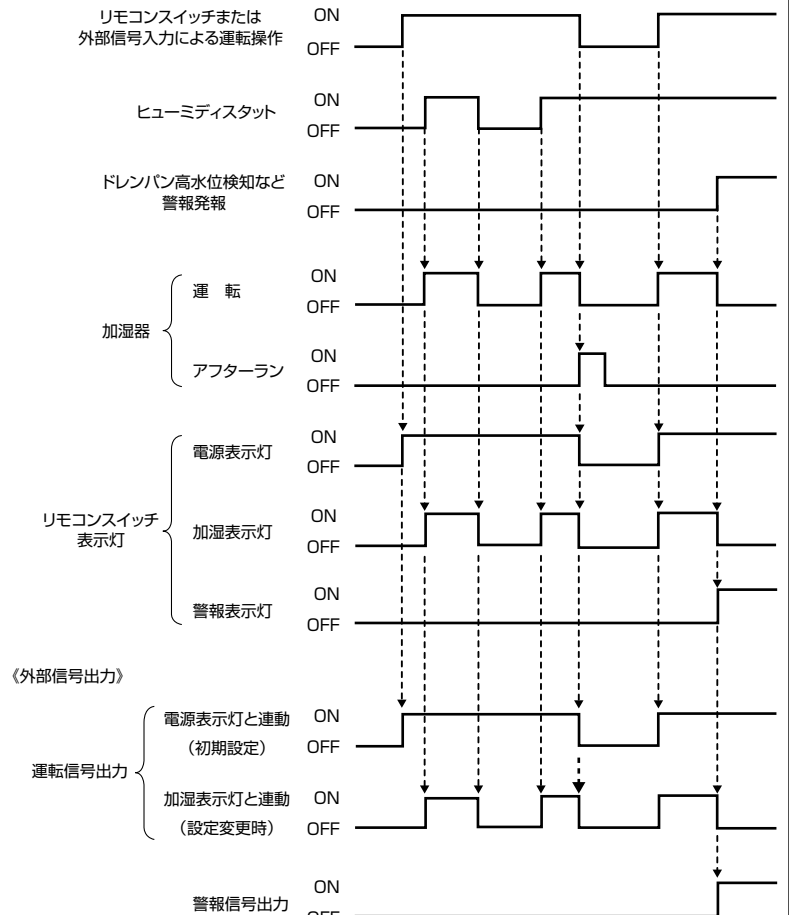 リモコンスイッチまたは
外部信号入力による運転操作
ON
OFF
ヒューミディスタット
ON
OFF
ドレンパン高水位検知など
警報発報
ON
OFF
加湿器
運　転
ON
OFF
アフターラン
ON
OFF
リモコンスイッチ
表示灯
電源表示灯
ON
OFF
加湿表示灯
ON
OFF
警報表示灯
ON
OFF
《外部信号出力》
運転信号出力
電源表示灯と連動
（初期設定）
ON
OFF
加湿表示灯と連動
（設定変更時）
ON
OFF
警報信号出力
ON
OFF